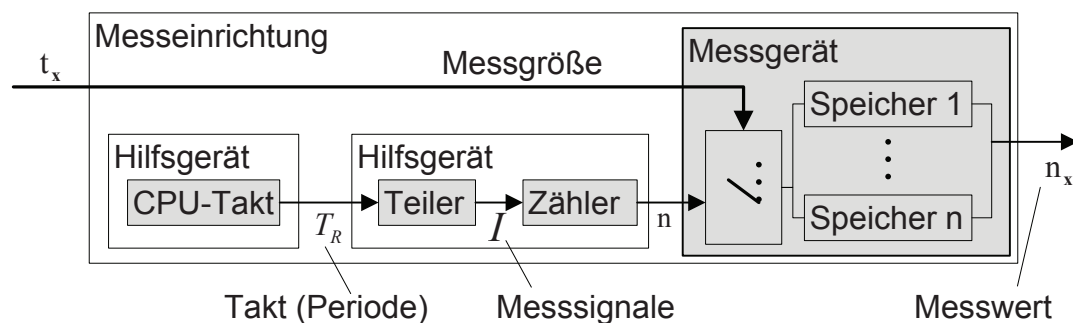 Messeinrichtung
Messgerät
t_x
Messgröße
Speicher 1
Hilfsgerät
Hilfsgerät
CPU-Takt
Teiler
Zähler
T_R
I
n
n_x
Speicher n
Takt (Periode)
Messsignale
Messwert